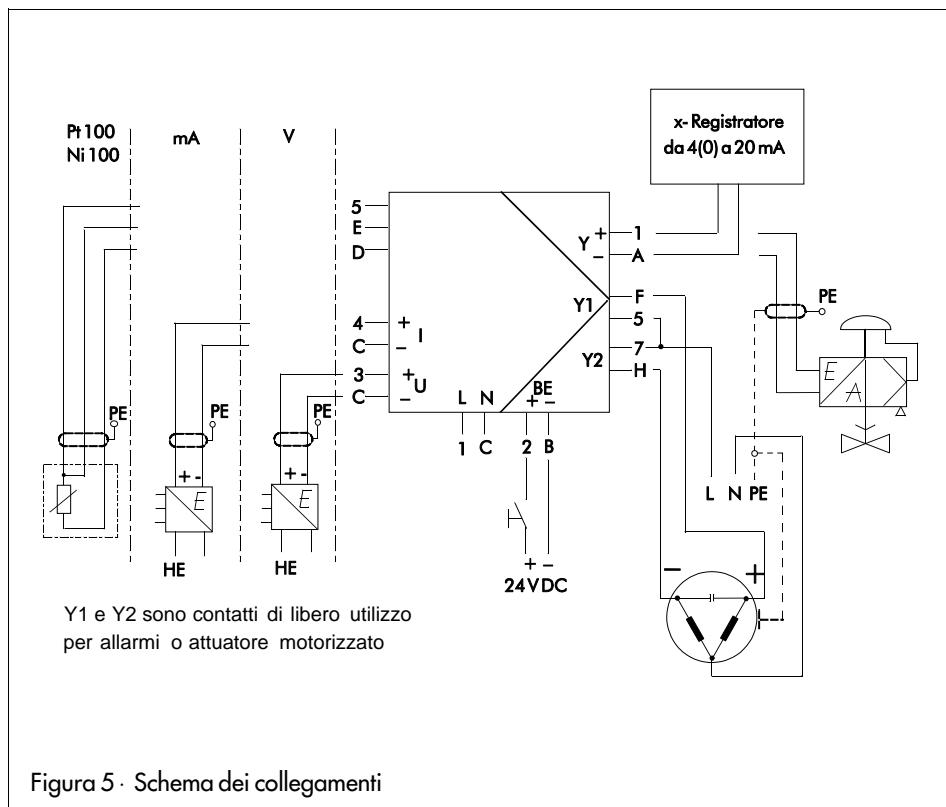 Pt 100
Ni 100
mA
V
x- Registratore
da 4(0) a 20 mA
5
E
D
4
+
I
C
–
3
+
U
C
–
Y
+
1
–
A
Y1
F
5
Y2
7
H
L N
BE
+ –
1 C 2 B
PE
PE
PE
PE
E
A
+ -
E
+ -
E
HE
HE
+ –
24 V DC
L N PE
–
+
Y1 e Y2 sono contatti di libero utilizzo
per allarmi o attuatore motorizzato
Figura 5 · Schema dei collegamenti